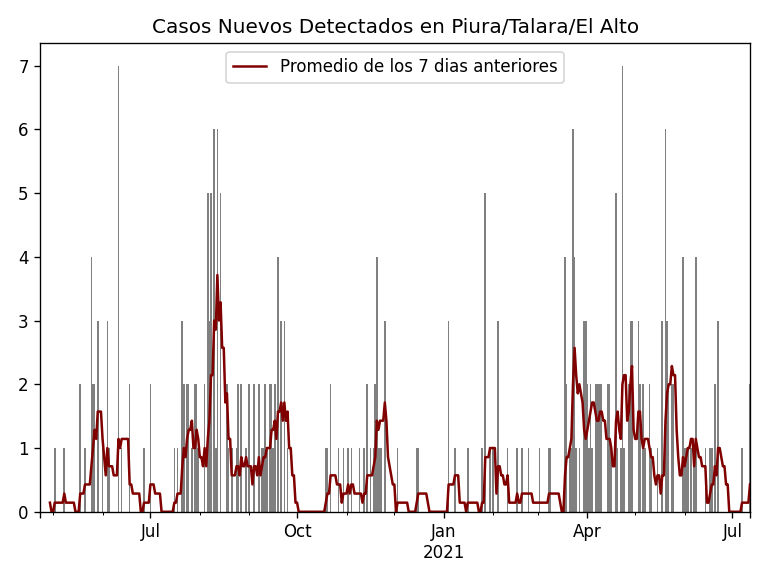 Casos Nuevos Detectados en Piura/Talara/El Alto
Promedio de los 7 dias anteriores
7
6
5
4
3
2
1
0
Jul
Oct
Jan
2021
Apr
Jul